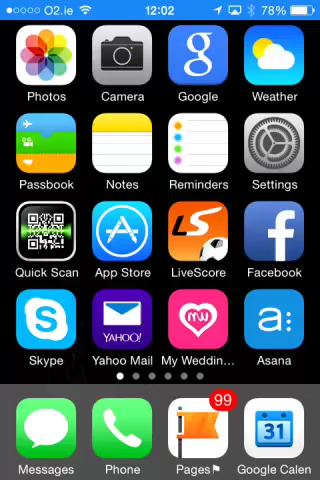 O2.ie 12:02 78%
Photos Camera Google Weather
Passbook Notes Reminders Settings
Quick Scan App Store LiveScore Facebook
YAHOO!
Skype Yahoo Mail My Weddin... Asana
99
31
Messages Phone Pages Google Calen